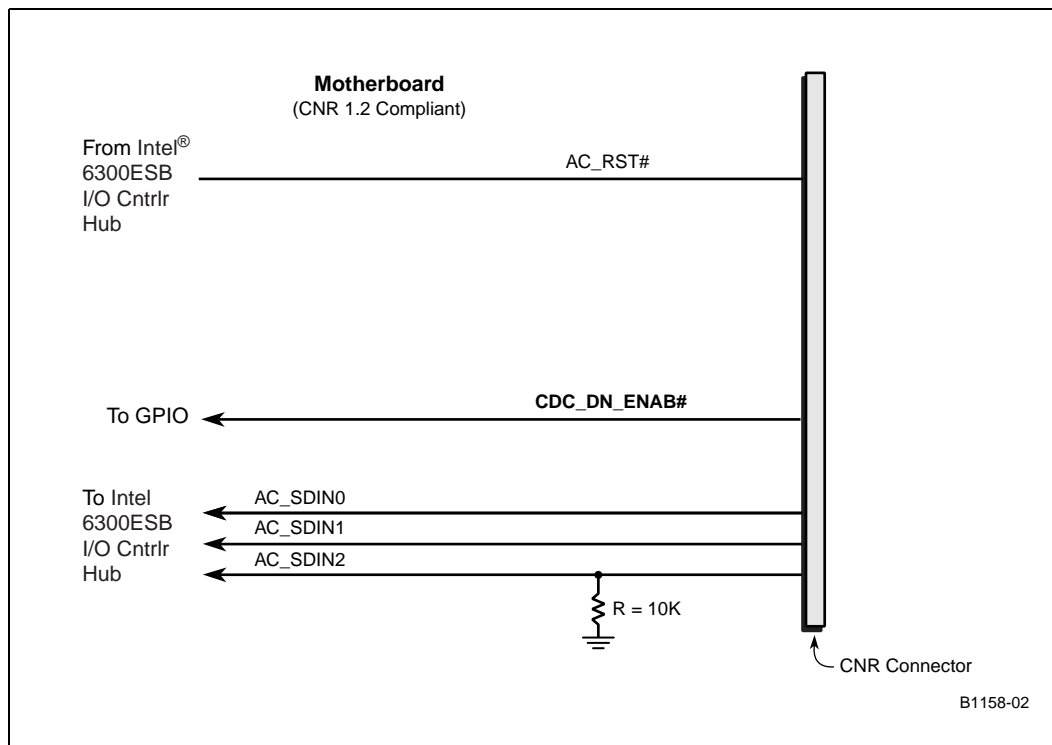 Motherboard
(CNR 1.2 Compliant)
From Intel®
6300ESB
I/O Cntrlr
Hub
AC_RST#
To GPIO
CDC_DN_ENAB#
To Intel
6300ESB
I/O Cntrlr
Hub
AC_SDIN0
AC_SDIN1
AC_SDIN2
R = 10K
CNR Connector
B1158-02